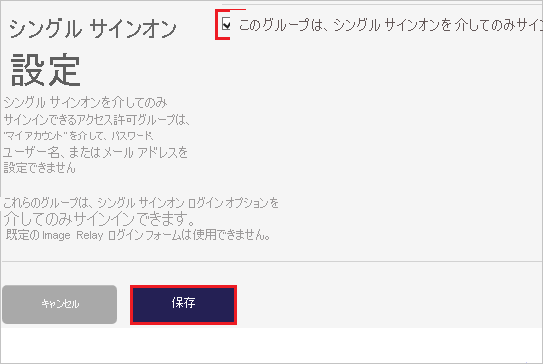 シングル サインオン
設定
このグループは、シングル サインオンを 介してのみサイン
シングル サインオンを介してのみ
サインインできるアクセス許可グループは、
"マイ アカウント" を介して、パスワード、
ユーザー名、またはメール アドレスを
設定できません
これらのグループは、シングル サインオン ログインオプションを
介してのみサインインできます。
既定の Image Relay ログインフォームは使用できません。
キャンセル
保存